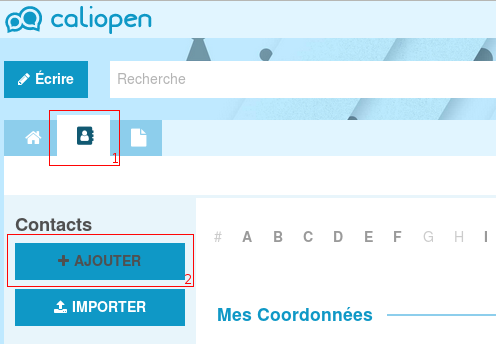 caliopen
Écrire
Recherche
1
Contacts
# A B C D E F G H I
AJOUTER
2
IMPORTER
Mes Coordonnées